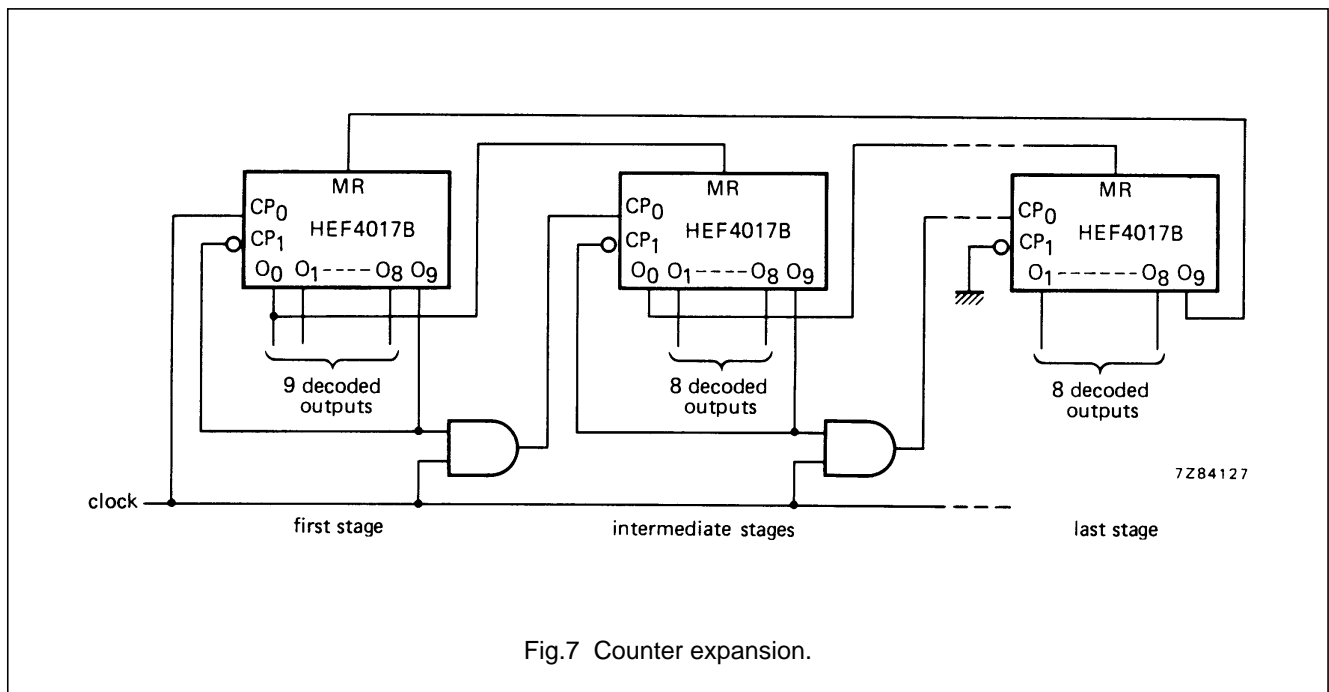 MR
CP0
CP1
HEF4017B
O0 O1 ---- O8 O9
9 decoded
outputs
MR
CP0
CP1
HEF4017B
O0 O1 ---- O8 O9
8 decoded
outputs
MR
CP0
CP1
HEF4017B
O1 ------- O8 O9
8 decoded
outputs
7Z84127
clock
first stage
intermediate stages
last stage
Fig.7 Counter expansion.